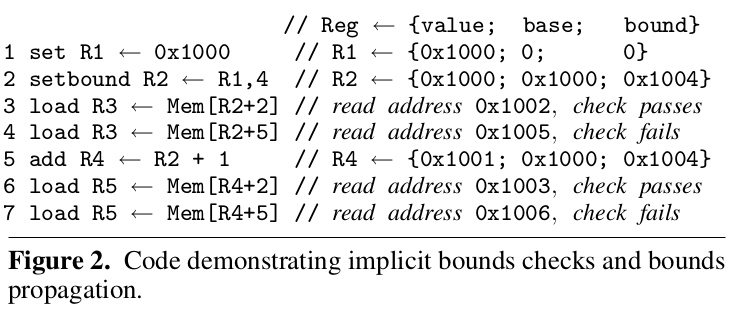 // Reg ← {value; base; bound}
1 set R1 ← 0x1000 // R1 ← {0x1000; 0; 0}
2 setbound R2 ← R1,4 // R2 ← {0x1000; 0x1000; 0x1004}
3 load R3 ← Mem[R2+2] // read address 0x1002, check passes
4 load R3 ← Mem[R2+5] // read address 0x1005, check fails
5 add R4 ← R2 + 1 // R4 ← {0x1001; 0x1000; 0x1004}
6 load R5 ← Mem[R4+2] // read address 0x1003, check passes
7 load R5 ← Mem[R4+5] // read address 0x1006, check fails
Figure 2. Code demonstrating implicit bounds checks and bounds
propagation.